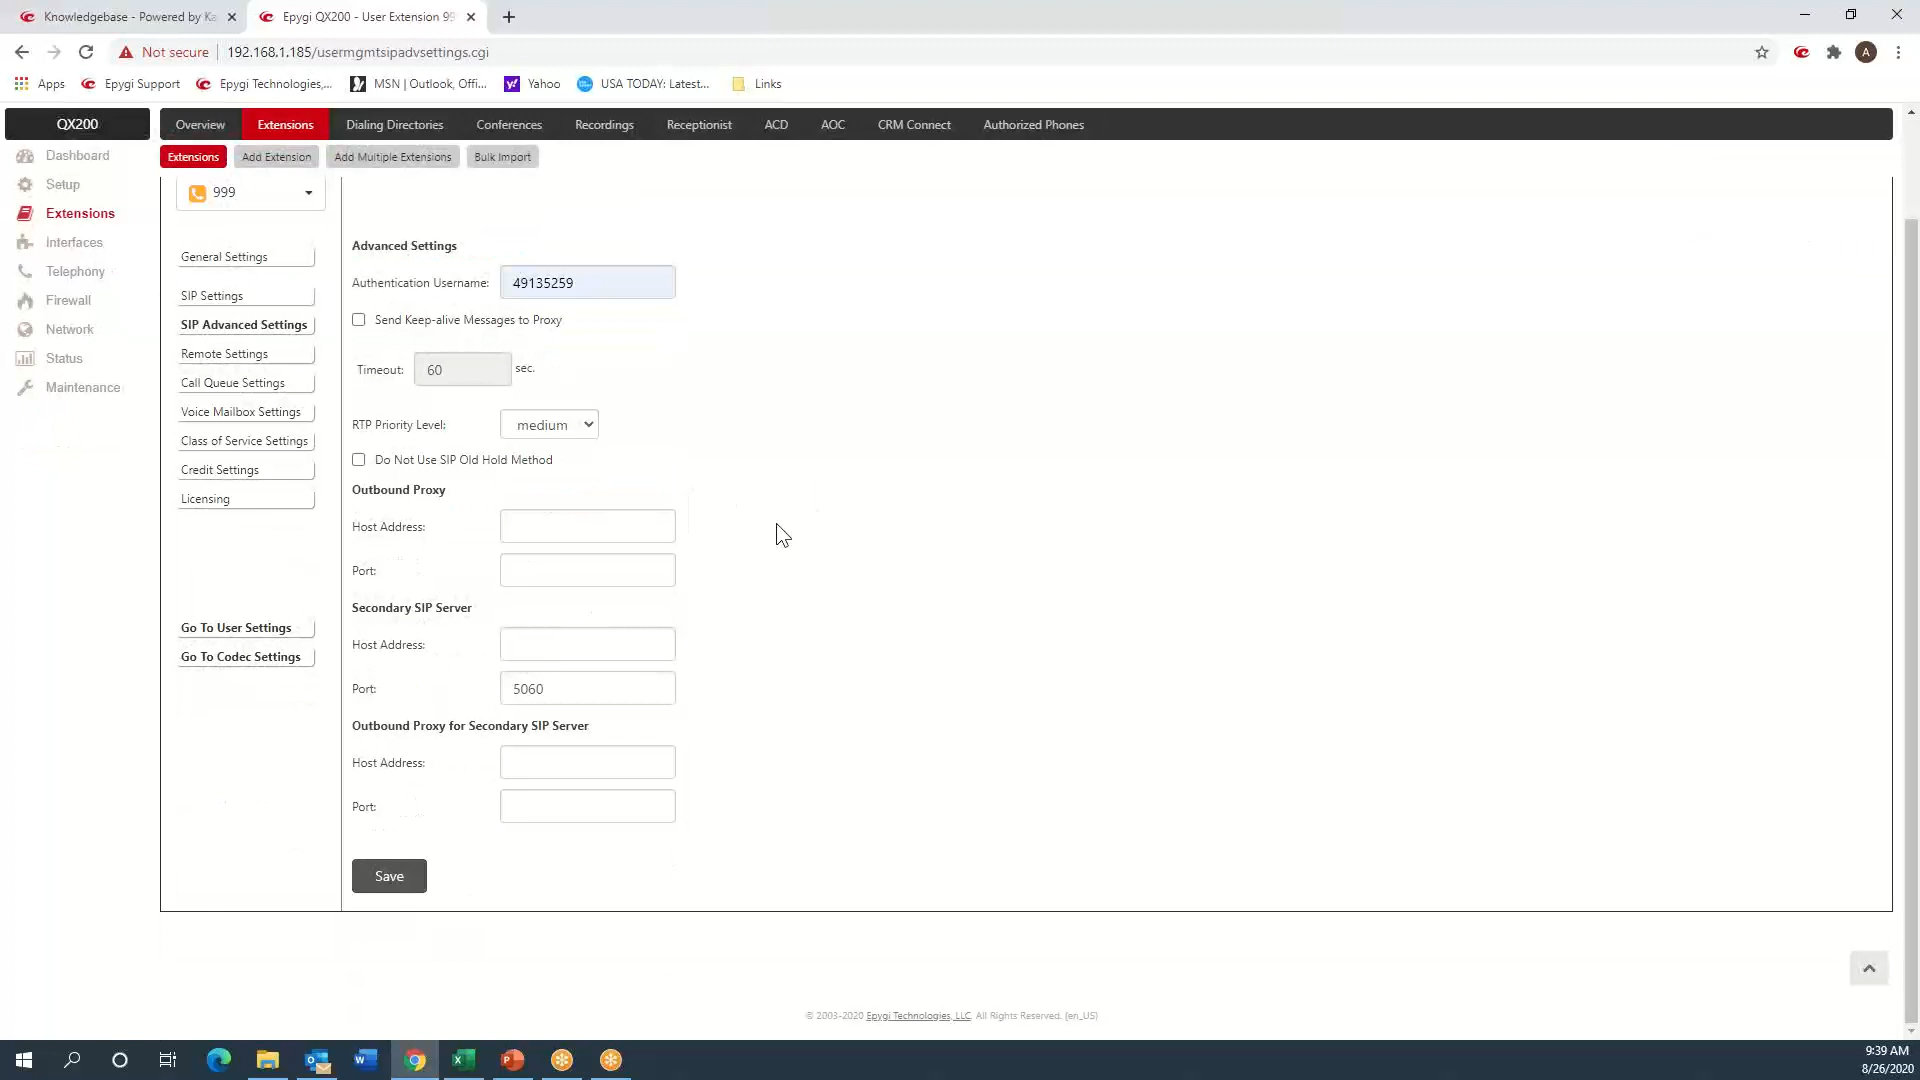 Knowledgebase - Powered by Ka
Epygi QX200 - User Extension 99
Not secure
192.168.1.185/usermgmtsipadvsettings.cgi
A
Apps
Epygi Support
Epygi Technologies,...
MSN | Outlook, Offi...
Yahoo
USA TODAY: Latest...
Links
QX200
Overview
Extensions
Dialing Directories
Conferences
Recordings
Receptionist
ACD
AOC
CRM Connect
Authorized Phones
Extensions
Add Extension
Add Multiple Extensions
Bulk Import
Dashboard
Setup
Extensions
Interfaces
Telephony
Firewall
Network
Status
Maintenance
999
General Settings
SIP Settings
SIP Advanced Settings
Remote Settings
Call Queue Settings
Voice Mailbox Settings
Class of Service Settings
Credit Settings
Licensing
Go To User Settings
Go To Codec Settings
Advanced Settings
Authentication Username: 49135259
Send Keep-alive Messages to Proxy
Timeout: 60 sec.
RTP Priority Level: medium
Do Not Use SIP Old Hold Method
Outbound Proxy
Host Address:
Port:
Secondary SIP Server
Host Address:
Port: 5060
Outbound Proxy for Secondary SIP Server
Host Address:
Port:
Save
© 2003-2020 Epygi Technologies, LLC. All Rights Reserved. (en_US)
9:39 AM
8/26/2020